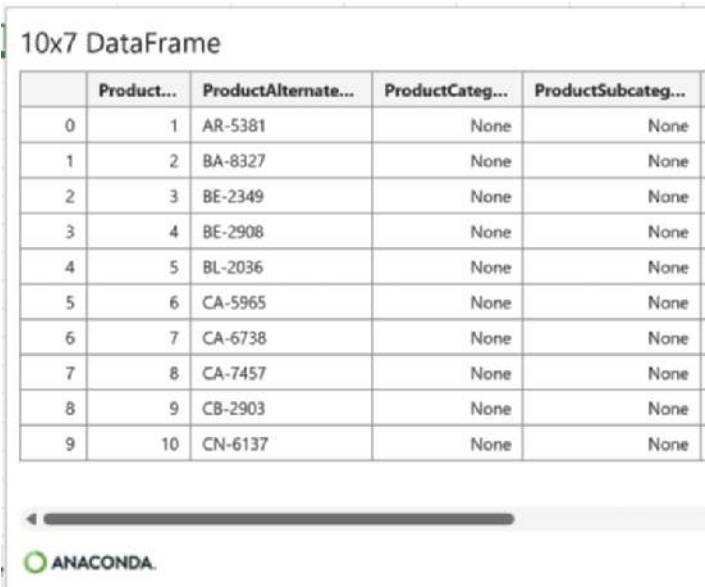 10x7 DataFrame
Product... ProductAlternate... ProductCateg... ProductSubcateg...
0 1 AR-5381 None None
1 2 BA-8327 None None
2 3 BE-2349 None None
3 4 BE-2908 None None
4 5 BL-2036 None None
5 6 CA-5965 None None
6 7 CA-6738 None None
7 8 CA-7457 None None
8 9 CB-2903 None None
9 10 CN-6137 None None
ANACONDA.